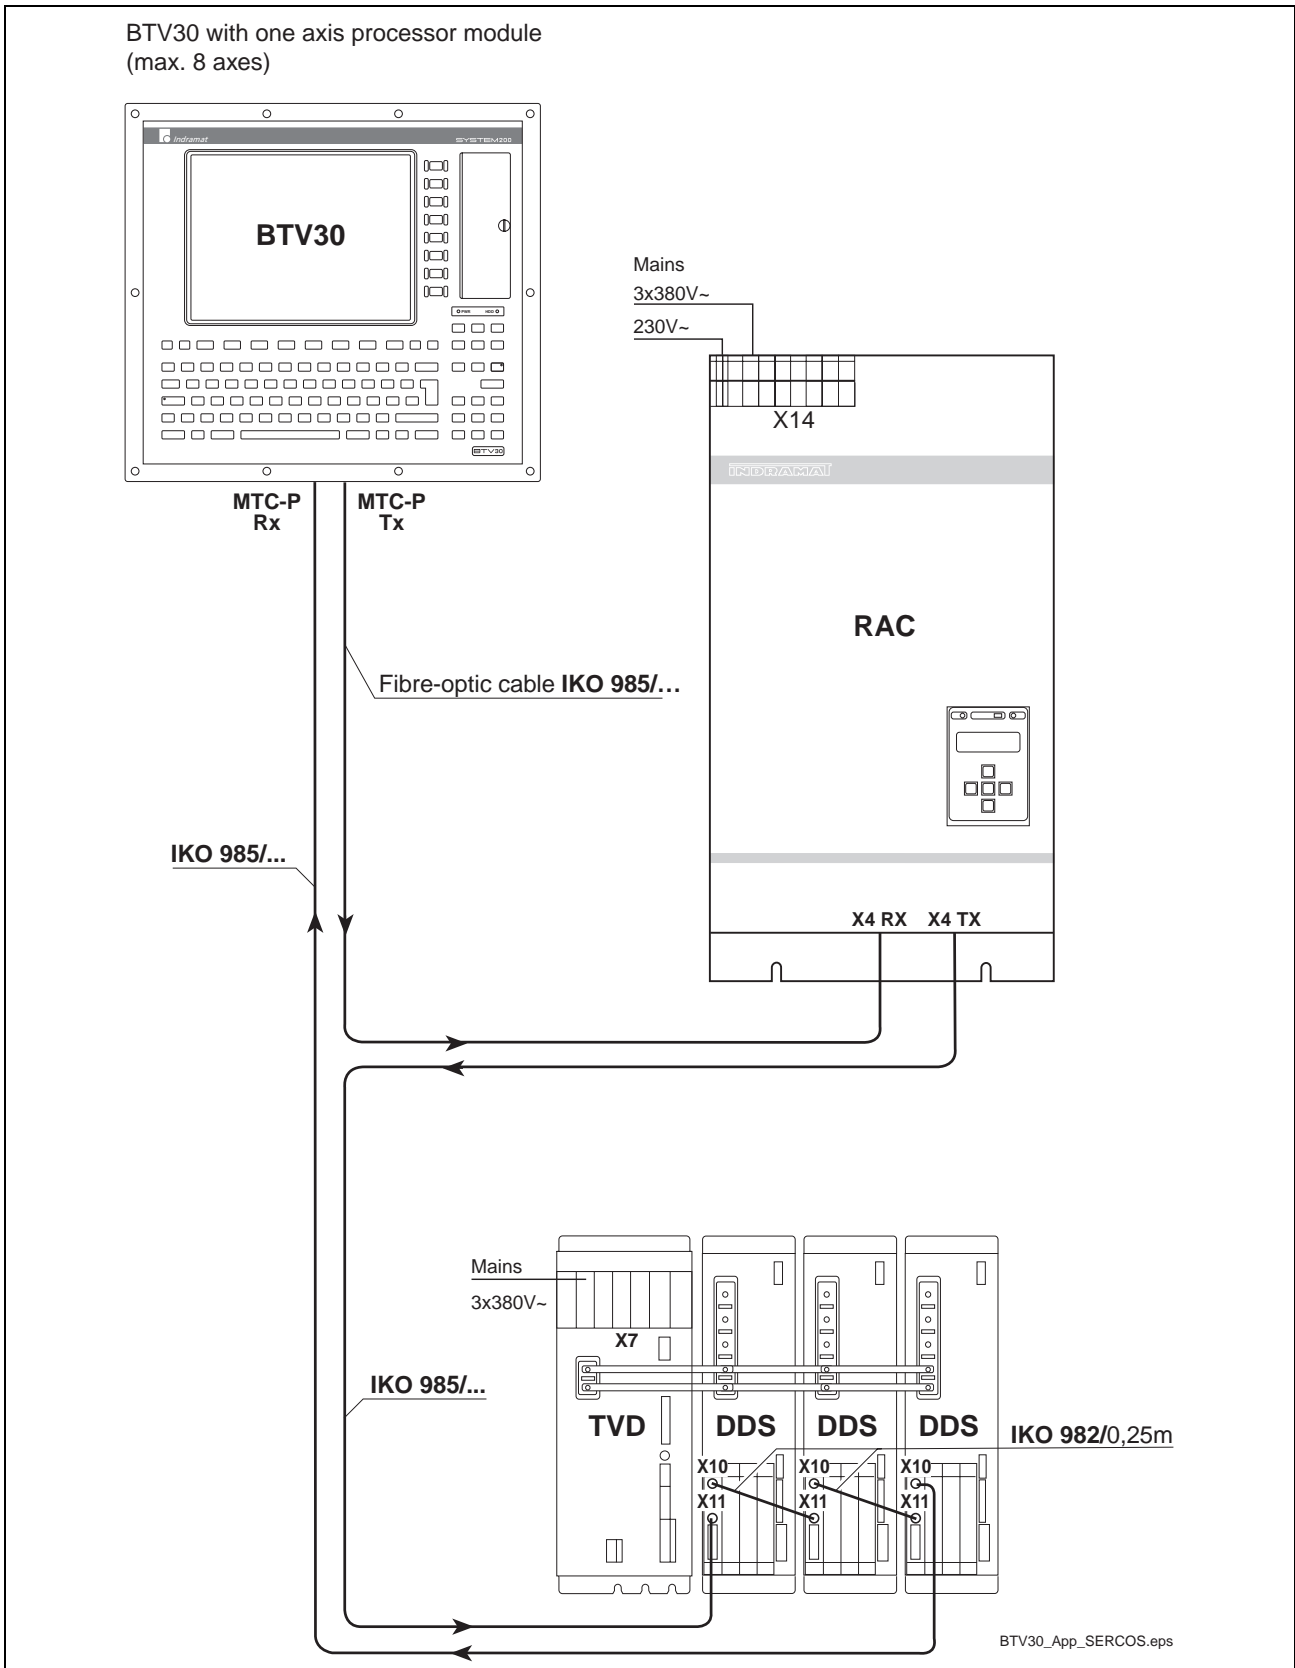 BTV30 with one axis processor module
(max. 8 axes)
Indramat
SYSTEM200
BTV30
PWR HDD
BTV30
MTC-P
Rx
MTC-P
Tx
Mains
3x380V~
230V~
X14
INDRAMAT
RAC
Fibre-optic cable IKO 985/...
IKO 985/...
X4 RX X4 TX
Mains
3x380V~
X7
IKO 985/...
TVD
DDS
DDS
DDS
IKO 982/0,25m
X10
X10
X10
X11
X11
X11
BTV30_App_SERCOS.eps